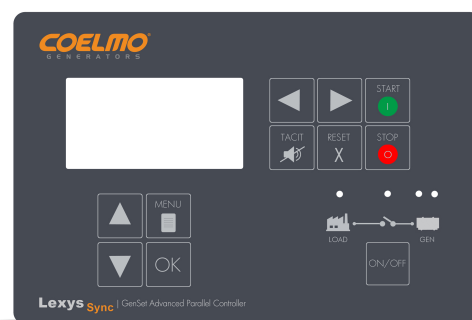 COELMO
GENERATORS
START
I
TACIT
RESET
X
STOP
O
MENU
OK
LOAD
GEN
ON/OFF
Lexys Sync | GenSet Advanced Parallel Controller